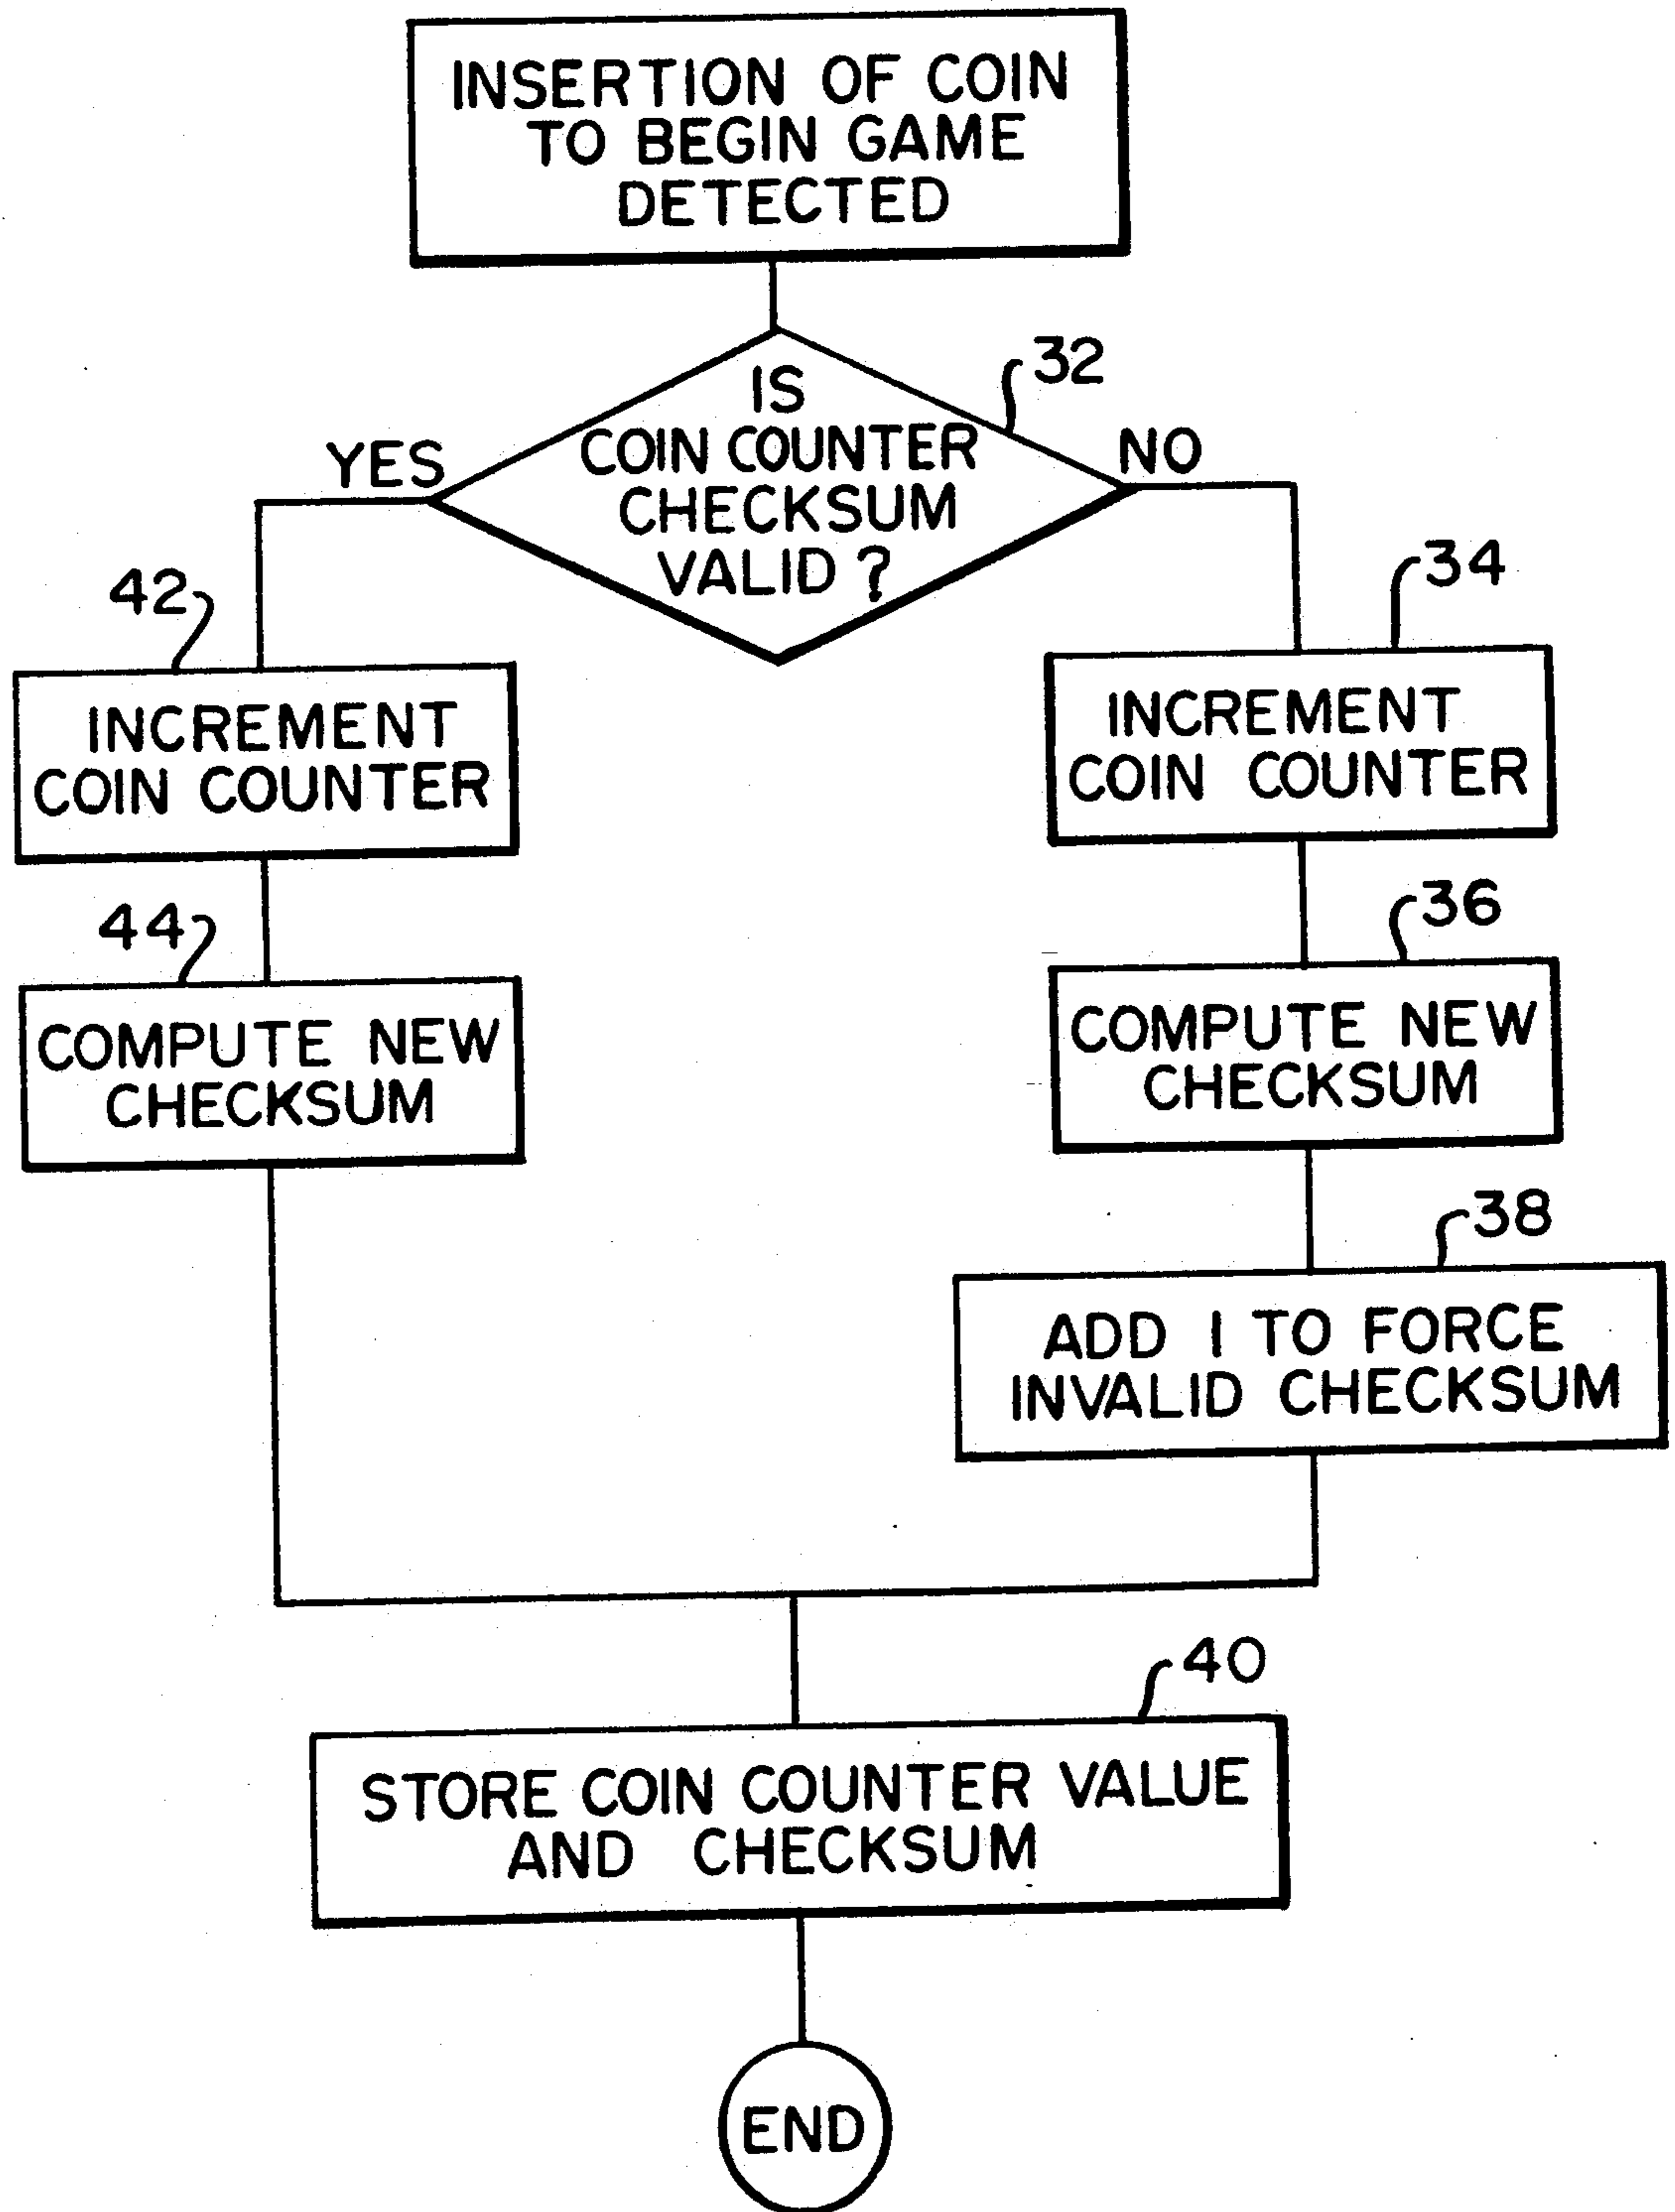 INSERTION OF COIN
TO BEGIN GAME
DETECTED
32
IS
COIN COUNTER
CHECKSUM
VALID ?
YES
NO
42
INCREMENT
COIN COUNTER
44
COMPUTE NEW
CHECKSUM
34
INCREMENT
COIN COUNTER
36
COMPUTE NEW
CHECKSUM
38
ADD 1 TO FORCE
INVALID CHECKSUM
40
STORE COIN COUNTER VALUE
AND CHECKSUM
END